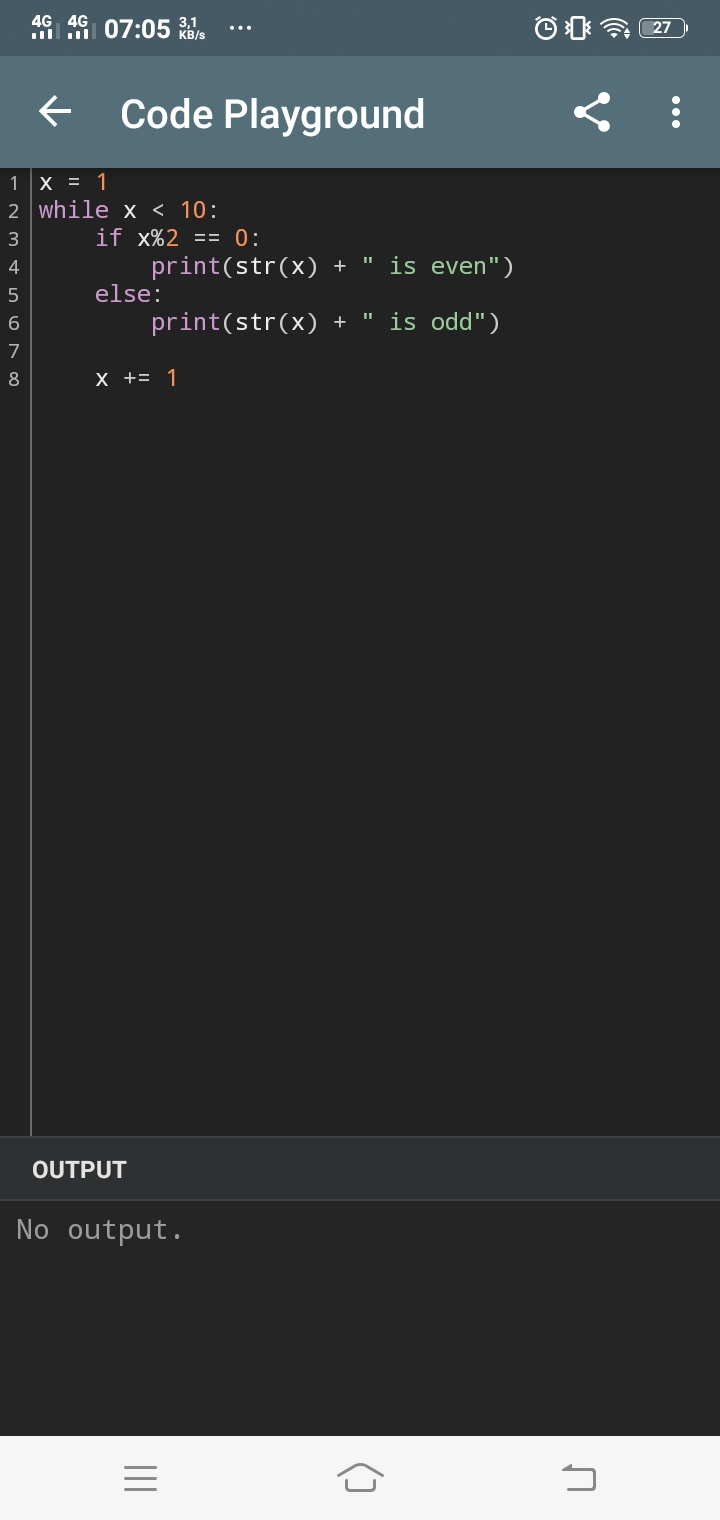 4G 4G 07:05 3,1 KB/s ... 27
Code Playground
1 x = 1
2 while x < 10:
3     if x%2 == 0:
4         print(str(x) + " is even")
5     else:
6         print(str(x) + " is odd")
7
8     x += 1
OUTPUT
No output.